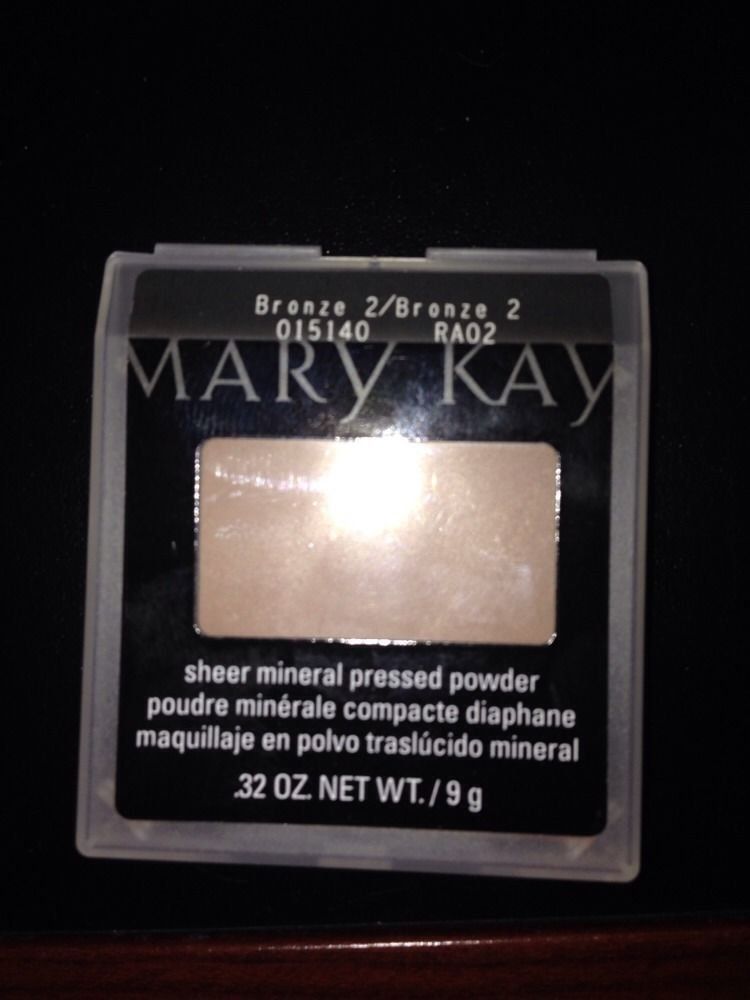 Bronze 2/Bronze 2
015140 RA02
MARY KAY
sheer mineral pressed powder
poudre minérale compacte diaphane
maquillaje en polvo traslúcido mineral
.32 OZ. NET WT. / 9 g